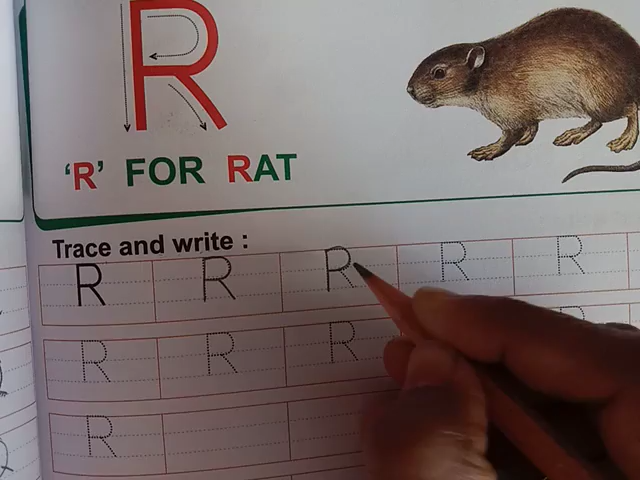 R
'R' FOR RAT
Trace and write :
R R R R R
R R R
R